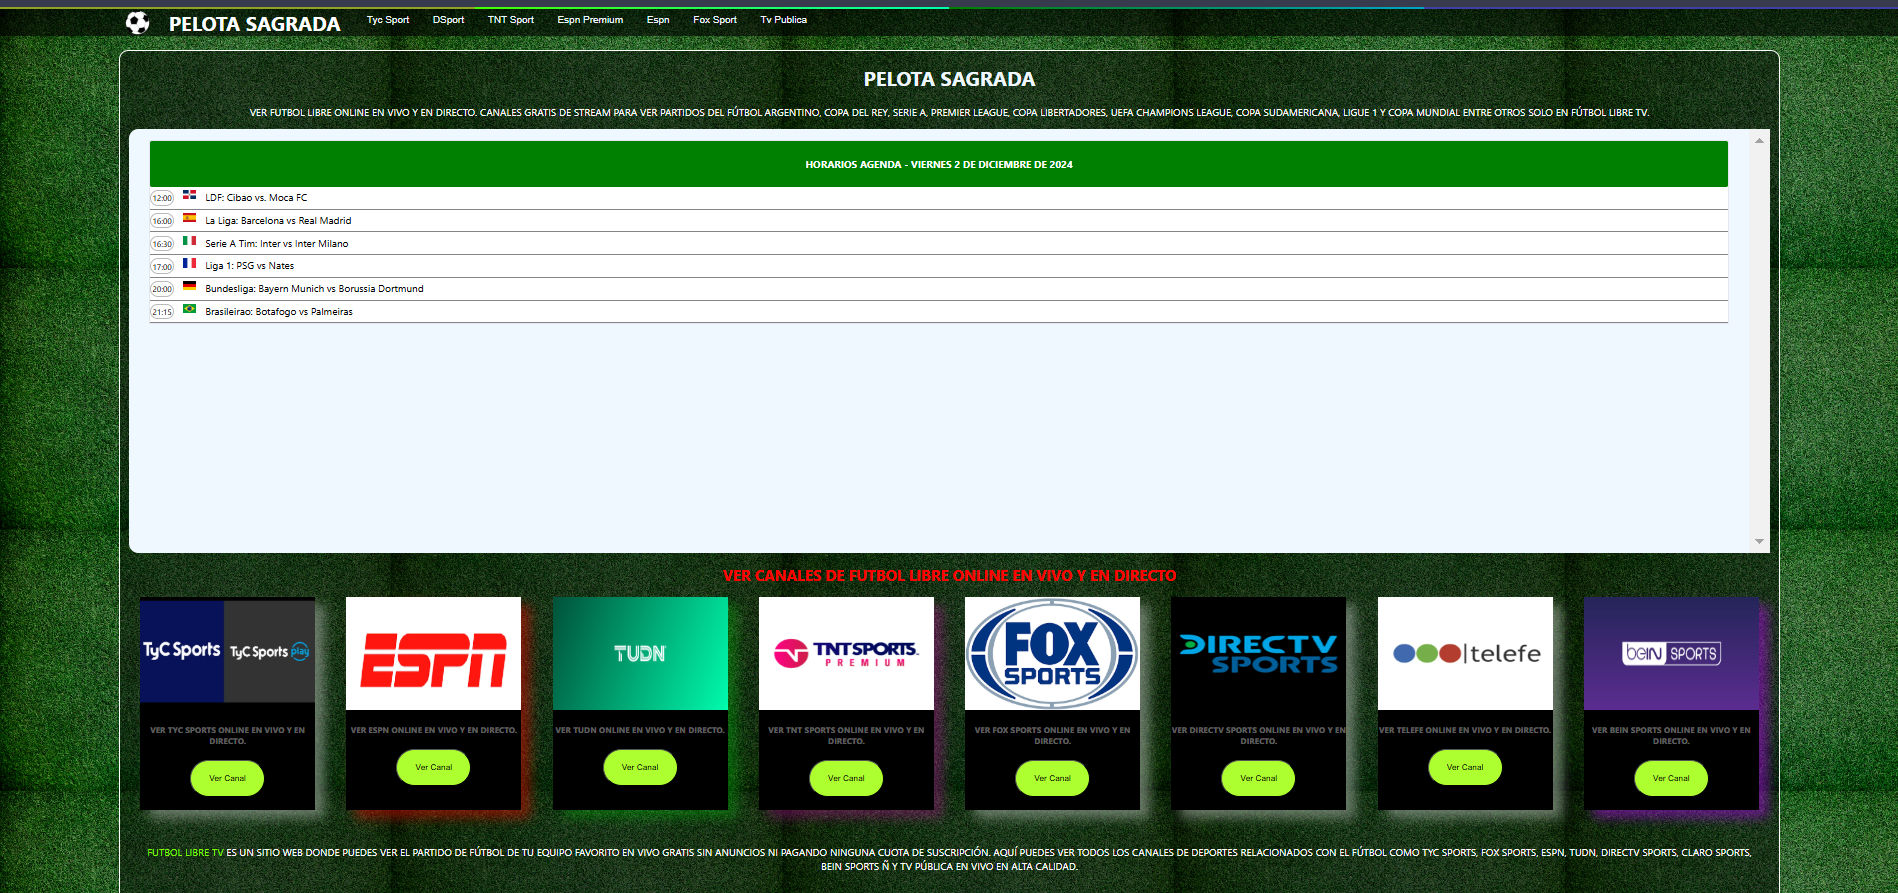 PELOTA SAGRADA
Tyc Sport
DSport
TNT Sport
Espn Premium
Espn
Fox Sport
Tv Publica
PELOTA SAGRADA
VER FUTBOL LIBRE ONLINE EN VIVO Y EN DIRECTO. CANALES GRATIS DE STREAM PARA VER PARTIDOS DEL FÚTBOL ARGENTINO, COPA DEL REY, SERIE A, PREMIER LEAGUE, COPA LIBERTADORES, UEFA CHAMPIONS LEAGUE, COPA SUDAMERICANA, LIGUE 1 Y COPA MUNDIAL ENTRE OTROS SOLO EN FÚTBOL LIBRE TV.
HORARIOS AGENDA - VIERNES 2 DE DICIEMBRE DE 2024
12:00 LDF: Cibao vs. Moca FC
16:00 La Liga: Barcelona vs Real Madrid
16:30 Serie A Tim: Inter vs Inter Milano
17:00 Liga 1: PSG vs Nates
20:00 Bundesliga: Bayern Munich vs Borussia Dortmund
21:15 Brasileirao: Botafogo vs Palmeiras
VER CANALES DE FUTBOL LIBRE ONLINE EN VIVO Y EN DIRECTO
TyC Sports
TyC Sports play
VER TYC SPORTS ONLINE EN VIVO Y EN
DIRECTO.
Ver Canal
ESPN
VER ESPN ONLINE EN VIVO Y EN DIRECTO.
Ver Canal
TUDN
VER TUDN ONLINE EN VIVO Y EN DIRECTO.
Ver Canal
TNT SPORTS
PREMIUM
VER TNT SPORTS ONLINE EN VIVO Y EN
DIRECTO.
Ver Canal
FOX
SPORTS
VER FOX SPORTS ONLINE EN VIVO Y EN
DIRECTO.
Ver Canal
DIRECTV
SPORTS
VER DIRECTV SPORTS ONLINE EN VIVO Y EN
DIRECTO.
Ver Canal
telefe
VER TELEFE ONLINE EN VIVO Y EN DIRECTO.
Ver Canal
beIN SPORTS
VER BEIN SPORTS ONLINE EN VIVO Y EN
DIRECTO.
Ver Canal
FUTBOL LIBRE TV ES UN SITIO WEB DONDE PUEDES VER EL PARTIDO DE FÚTBOL DE TU EQUIPO FAVORITO EN VIVO GRATIS SIN ANUNCIOS NI PAGANDO NINGUNA CUOTA DE SUSCRIPCIÓN. AQUÍ PUEDES VER TODOS LOS CANALES DE DEPORTES RELACIONADOS CON EL FÚTBOL COMO TYC SPORTS, FOX SPORTS, ESPN, TUDN, DIRECTV SPORTS, CLARO SPORTS,
BEIN SPORTS Ñ Y TV PÚBLICA EN VIVO EN ALTA CALIDAD.